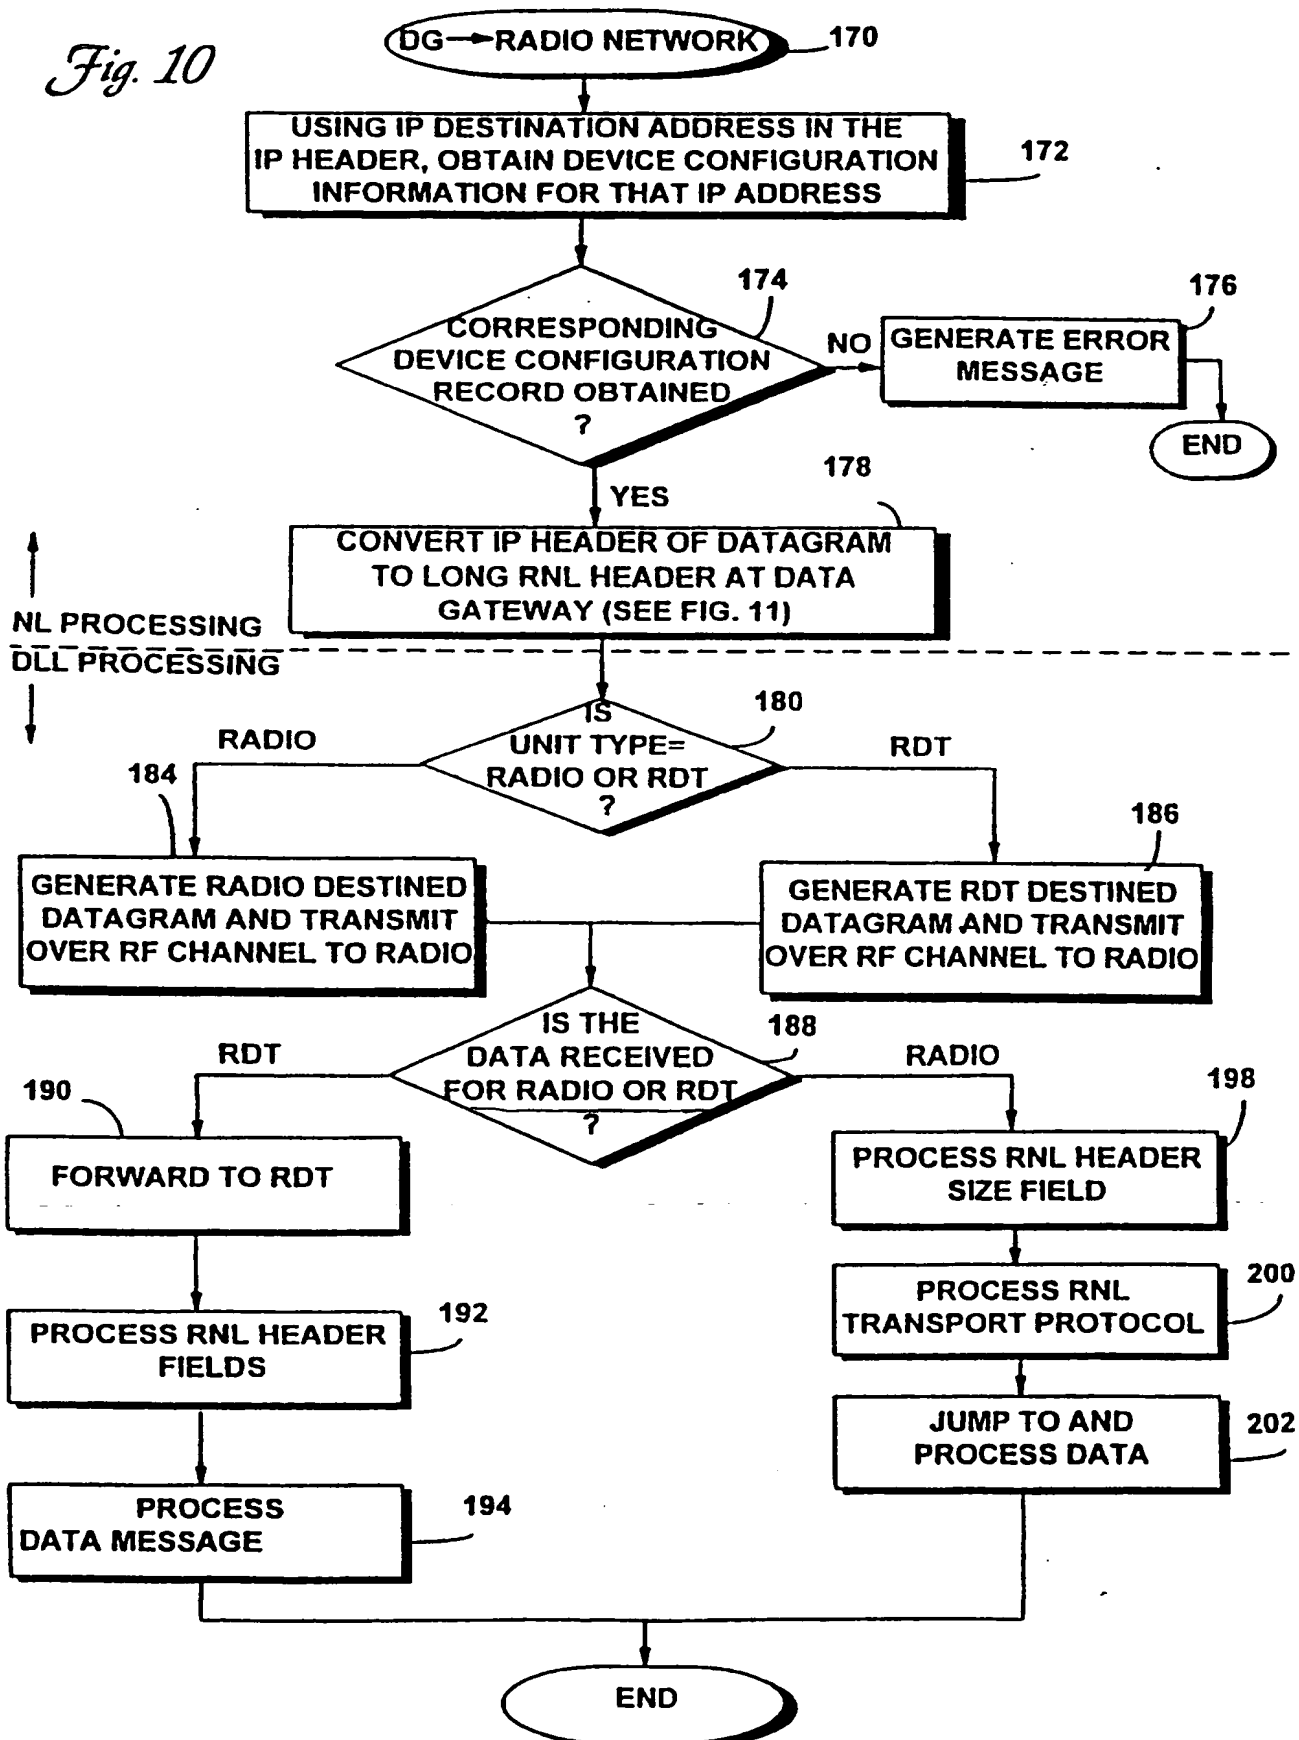 Fig. 10
DG→RADIO NETWORK
170
USING IP DESTINATION ADDRESS IN THE
IP HEADER, OBTAIN DEVICE CONFIGURATION
INFORMATION FOR THAT IP ADDRESS
172
174
CORRESPONDING
DEVICE CONFIGURATION
RECORD OBTAINED
?
NO
176
GENERATE ERROR
MESSAGE
END
YES
178
CONVERT IP HEADER OF DATAGRAM
TO LONG RNL HEADER AT DATA
GATEWAY (SEE FIG. 11)
NL PROCESSING
DLL PROCESSING
180
IS
UNIT TYPE=
RADIO OR RDT
?
RADIO
RDT
184
GENERATE RADIO DESTINED
DATAGRAM AND TRANSMIT
OVER RF CHANNEL TO RADIO
186
GENERATE RDT DESTINED
DATAGRAM AND TRANSMIT
OVER RF CHANNEL TO RADIO
188
IS THE
DATA RECEIVED
FOR RADIO OR RDT
?
RDT
RADIO
190
FORWARD TO RDT
198
PROCESS RNL HEADER
SIZE FIELD
192
PROCESS RNL HEADER
FIELDS
200
PROCESS RNL
TRANSPORT PROTOCOL
194
PROCESS
DATA MESSAGE
202
JUMP TO AND
PROCESS DATA
END